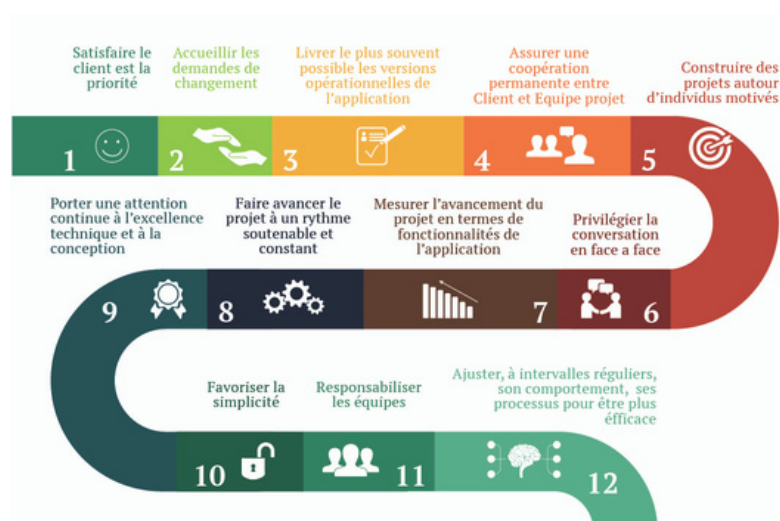 Satisfaire le
client est la
priorité
Accueillir les
demandes de
changement
Livrer le plus souvent
possible les versions
opérationnelles de
l'application
Assurer une
coopération
permanente entre
Client et Equipe projet
Construire des
projets autour
d'individus motivés
1
2
3
4
5
Privilégier la
conversation
en face a face
Mesurer l'avancement du
projet en termes de
fonctionnalités de
l'application
Faire avancer le
projet à un rythme
soutenable et
constant
Porter une attention
continue à l'excellence
technique et à la
conception
6
7
8
9
Favoriser la
simplicité
Responsabiliser
les équipes
Ajuster, à intervalles réguliers,
son comportement, ses
processus pour être plus
éfficace
10
11
12